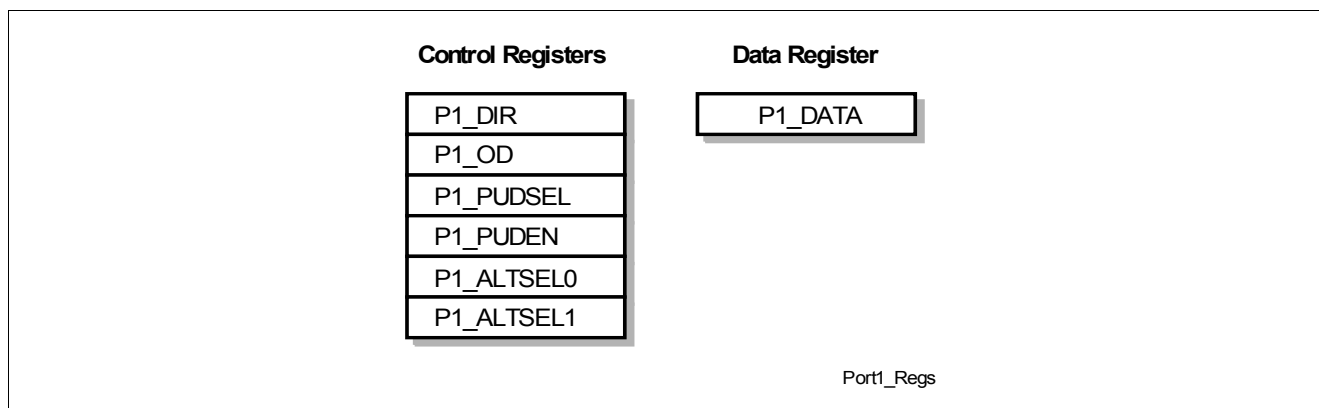 Control Registers
P1_DIR
P1_OD
P1_PUDSEL
P1_PUDEN
P1_ALTSEL0
P1_ALTSEL1
Data Register
P1_DATA
Port1_Regs